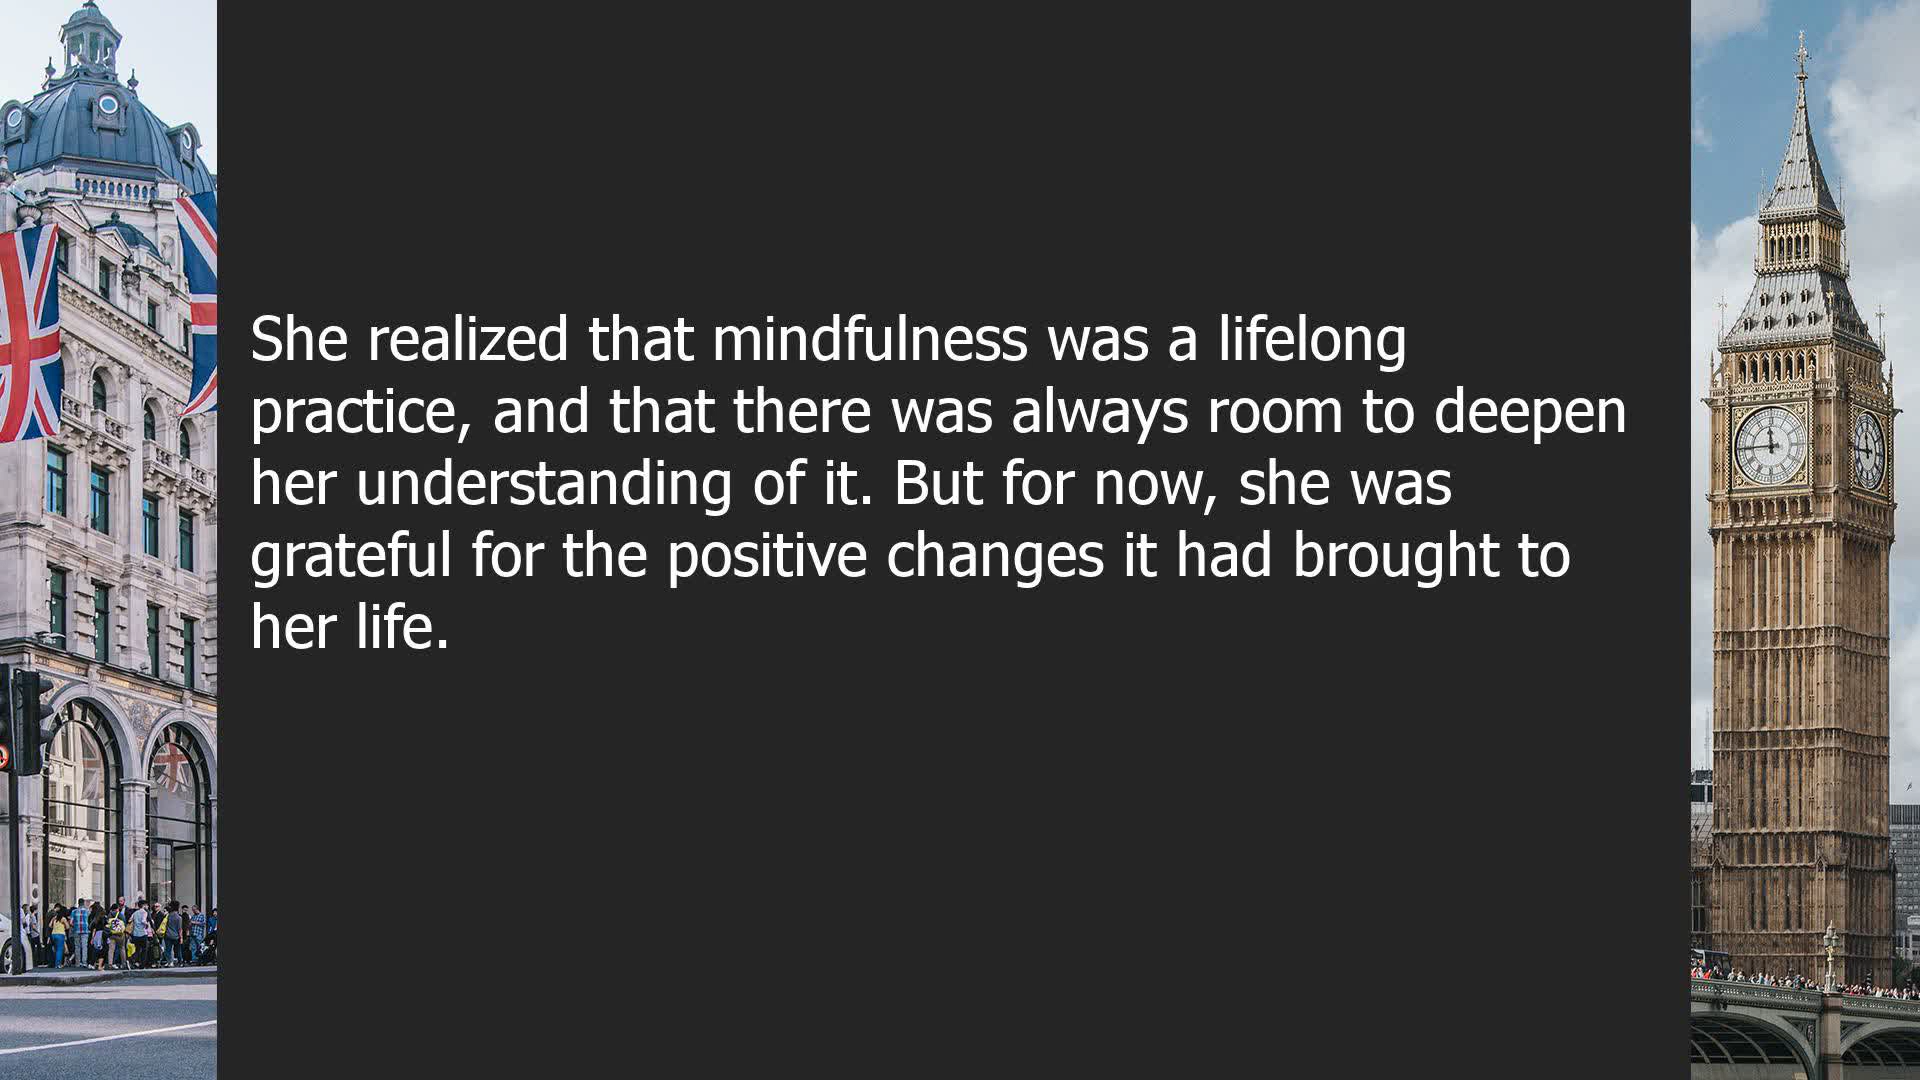 She realized that mindfulness was a lifelong
practice, and that there was always room to deepen
her understanding of it. But for now, she was
grateful for the positive changes it had brought to
her life.